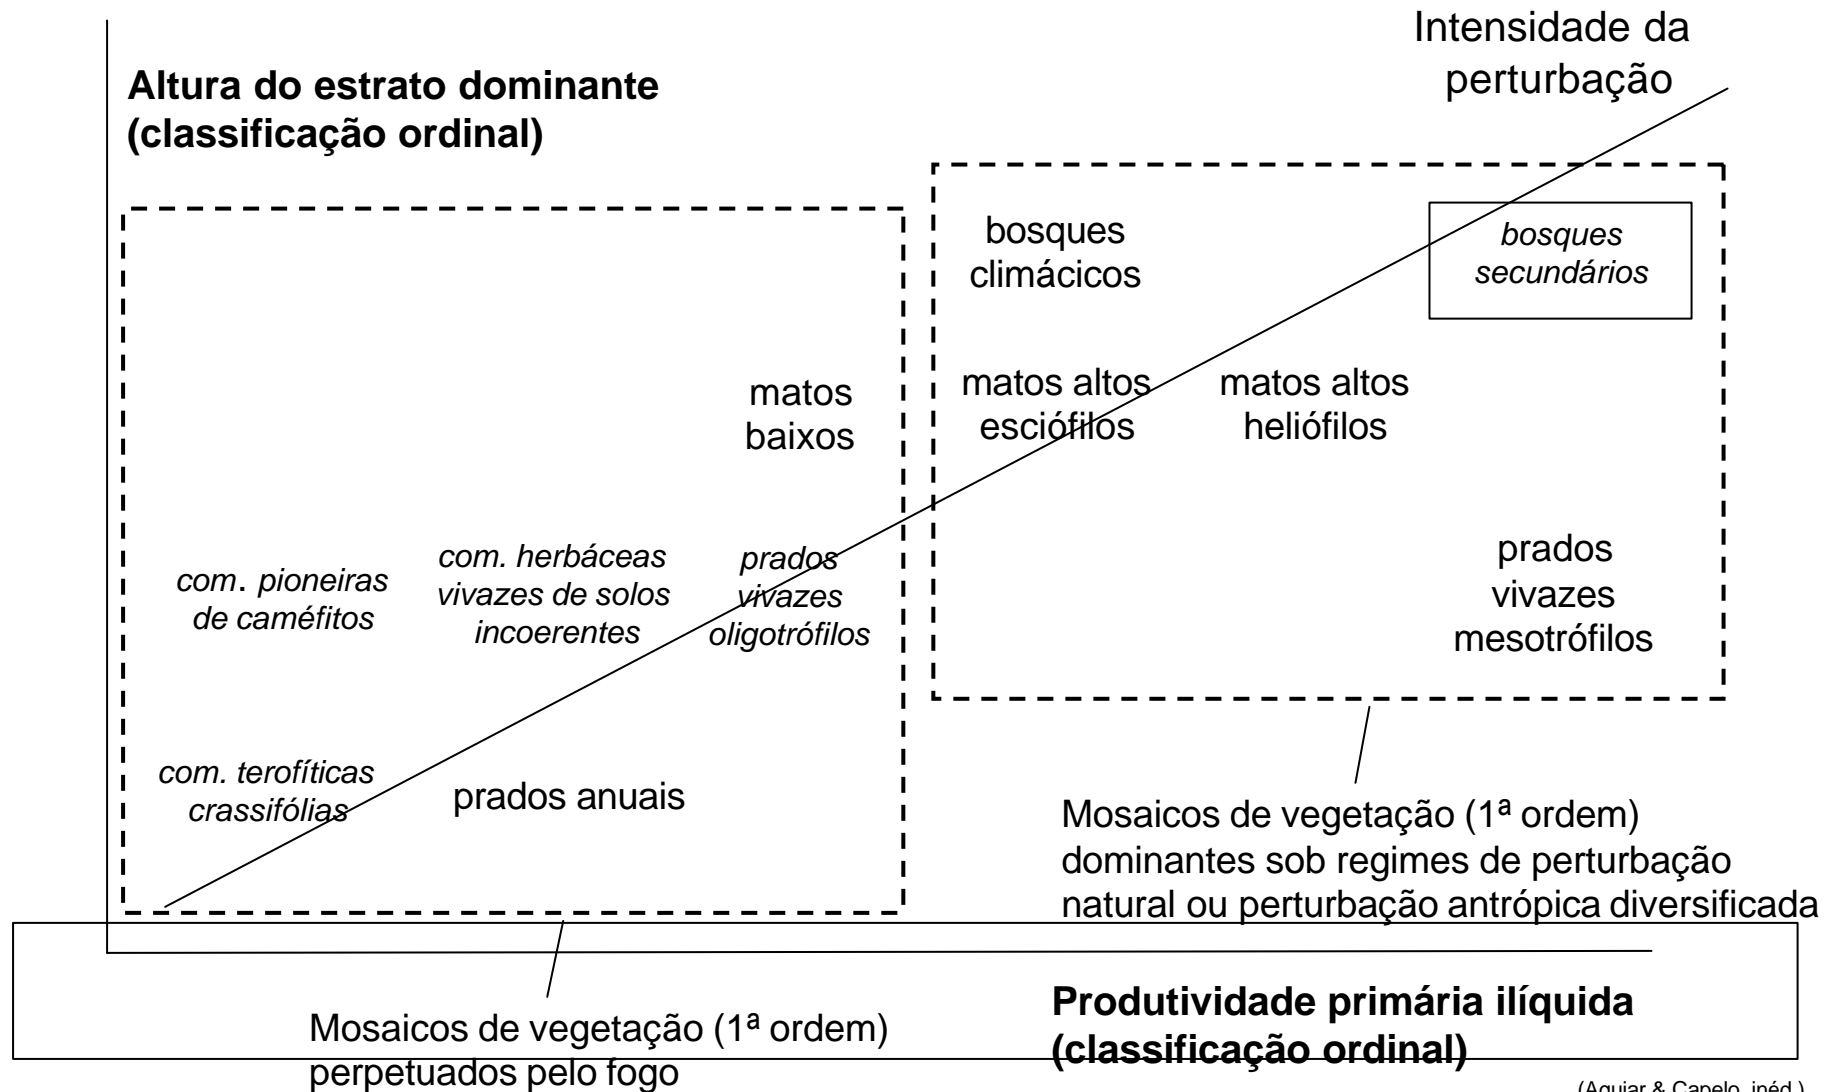 Intensidade da
perturbação
Altura do estrato dominante
(classificação ordinal)
bosques
climácicos
bosques
secundários
matos
baixos
matos altos
esciófilos
matos altos
heliófilos
com. pioneiras
de caméfitos
com. herbáceas
vivazes de solos
incoerentes
prados
vivazes
oligotrófilos
prados
vivazes
mesotrófilos
com. terofíticas
crassifólias
prados anuais
Mosaicos de vegetação (1ª ordem)
dominantes sob regimes de perturbação
natural ou perturbação antrópica diversificada
Mosaicos de vegetação (1ª ordem)
perpetuados pelo fogo
Produtividade primária ilíquida
(classificação ordinal)
(Aguiar & Capelo, inéd.)